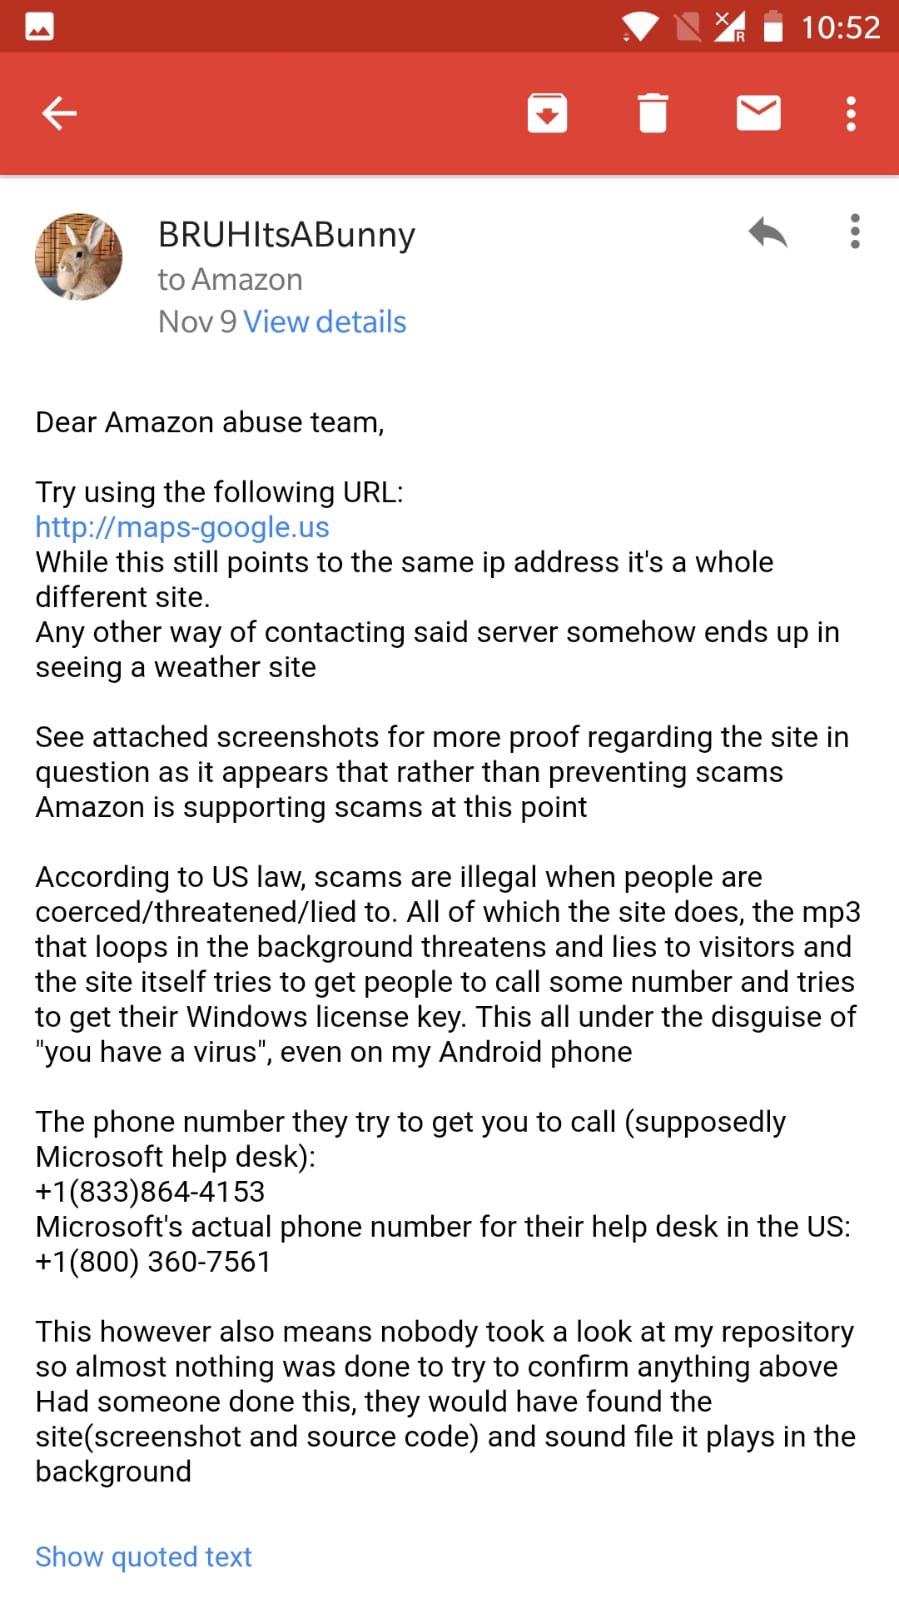 10:52
BRUHItsABunny
to Amazon
Nov 9 View details
Dear Amazon abuse team,
Try using the following URL:
http://maps-google.us
While this still points to the same ip address it's a whole
different site.
Any other way of contacting said server somehow ends up in
seeing a weather site
See attached screenshots for more proof regarding the site in
question as it appears that rather than preventing scams
Amazon is supporting scams at this point
According to US law, scams are illegal when people are
coerced/threatened/lied to. All of which the site does, the mp3
that loops in the background threatens and lies to visitors and
the site itself tries to get people to call some number and tries
to get their Windows license key. This all under the disguise of
"you have a virus", even on my Android phone
The phone number they try to get you to call (supposedly
Microsoft help desk):
+1(833)864-4153
Microsoft's actual phone number for their help desk in the US:
+1(800) 360-7561
This however also means nobody took a look at my repository
so almost nothing was done to try to confirm anything above
Had someone done this, they would have found the
site(screenshot and source code) and sound file it plays in the
background
Show quoted text